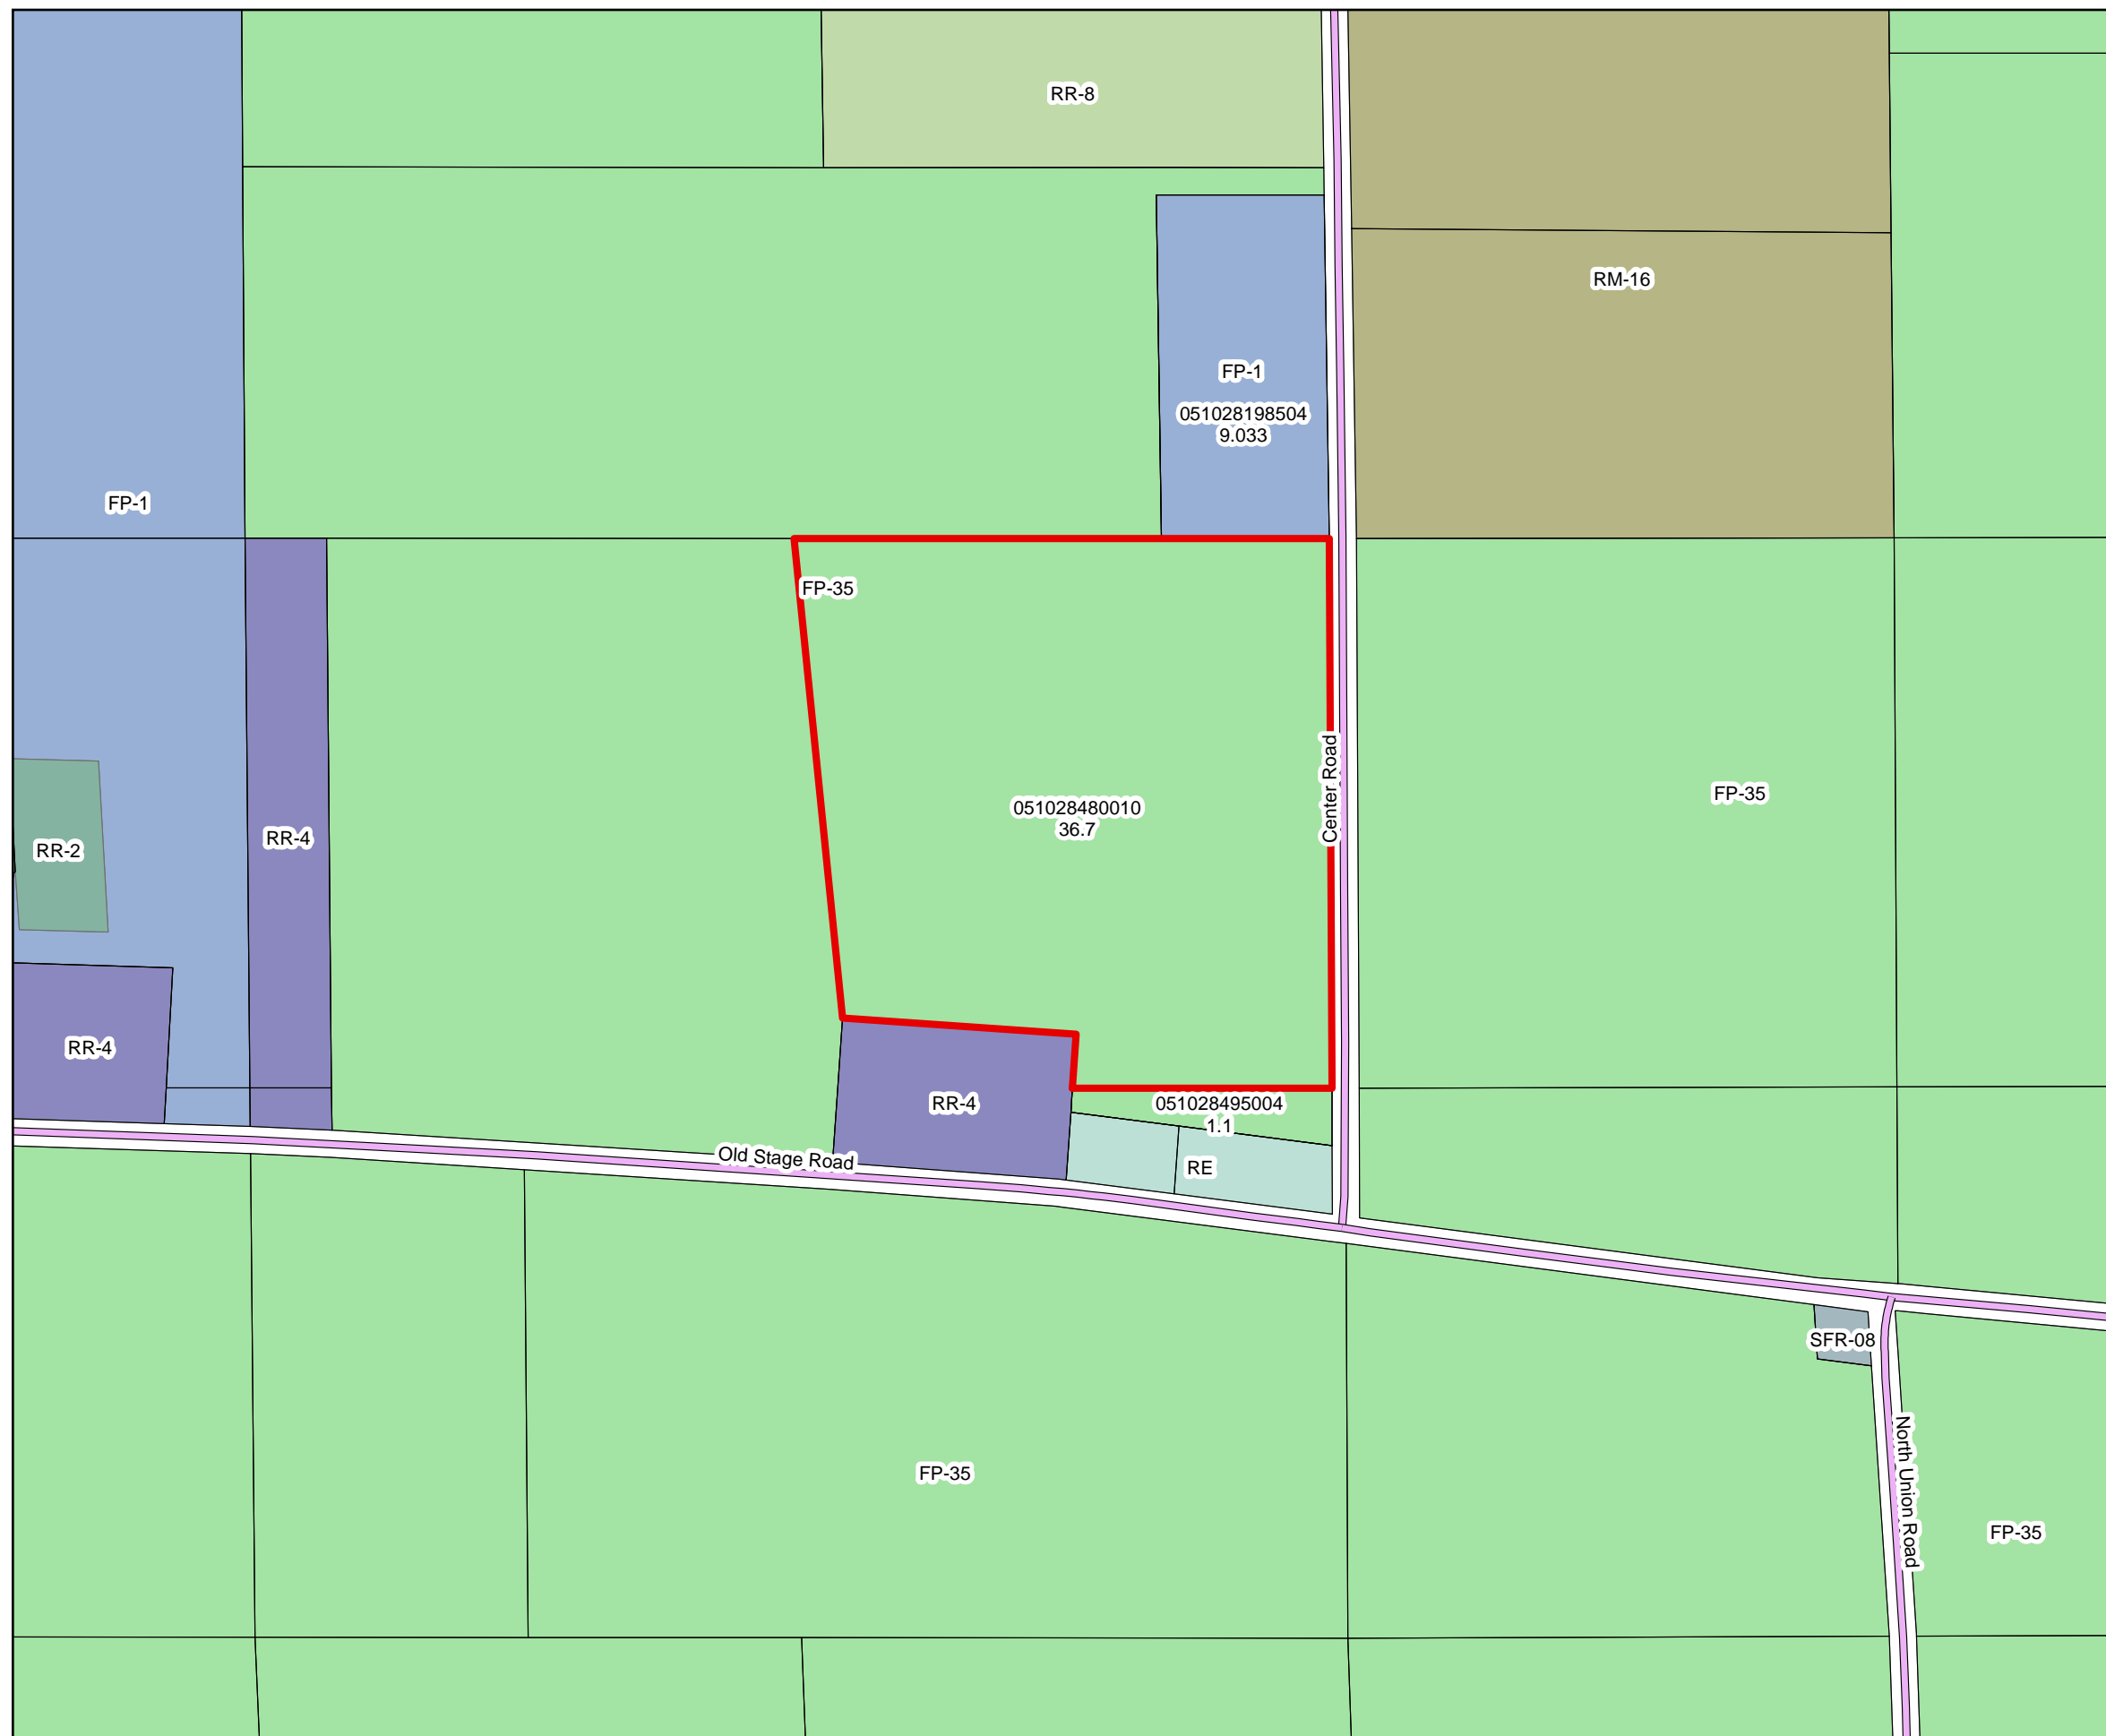 RR-8
RM-16
FP-1
051028198504
9.033
FP-1
FP-35
Center Road
FP-35
051028480010
36.7
RR-4
RR-2
RR-4
RR-4
051028495004
1.1
Old Stage Road
RE
SFR-08
North Union Road
FP-35
FP-35